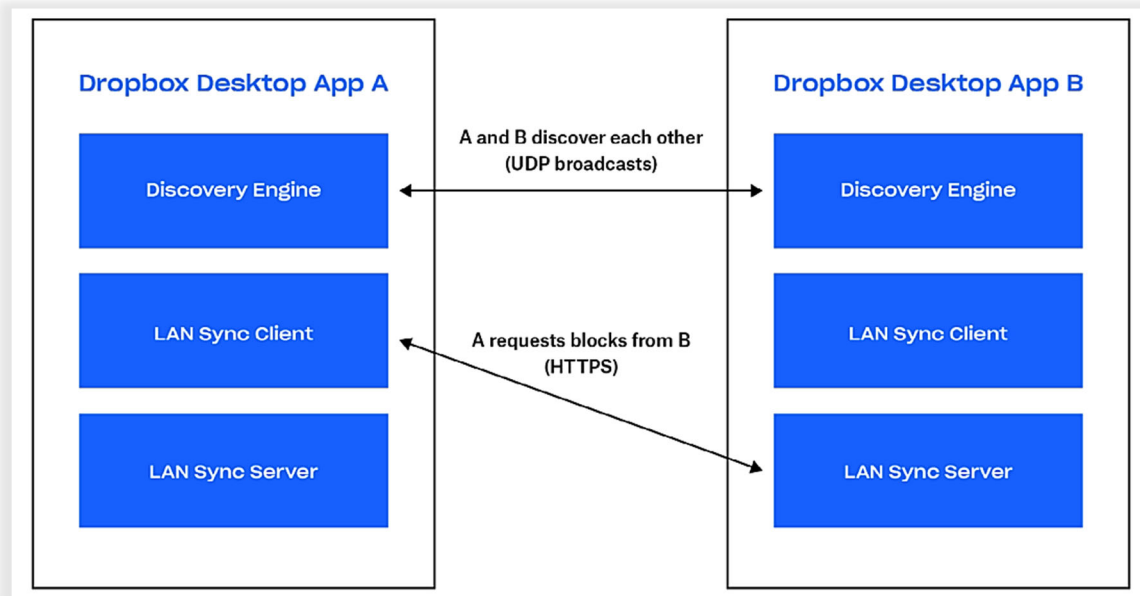 Dropbox Desktop App A
Discovery Engine
LAN Sync Client
LAN Sync Server
A and B discover each other
(UDP broadcasts)
A requests blocks from B
(HTTPS)
Dropbox Desktop App B
Discovery Engine
LAN Sync Client
LAN Sync Server